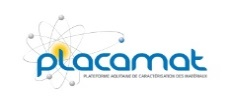 placamat
PLATEFORME AQUITAINE DE CARACTÉRISATION DES MATÉRIAUX